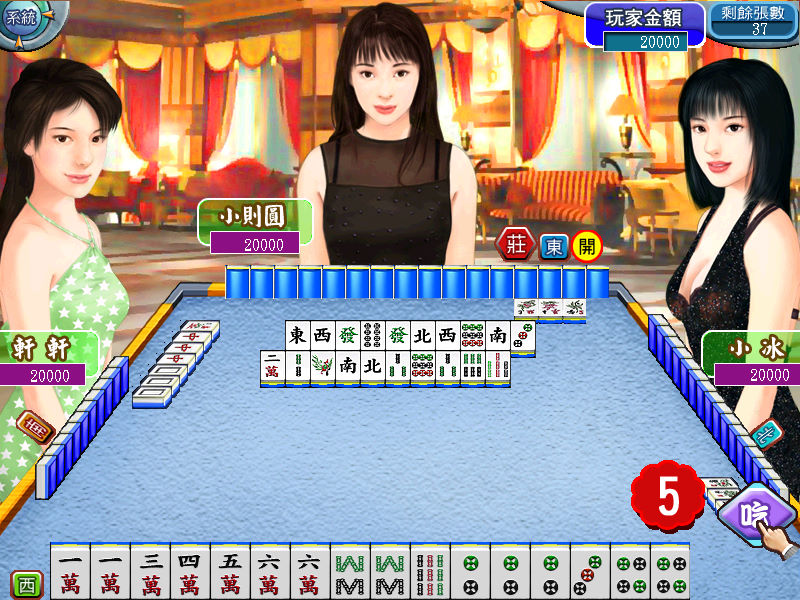 系統
玩家金額
20000
剩餘張數
37
小則圓
20000
莊
東
開
軒軒
20000
小冰
20000
北
東 西 發 發 北 西 南
二萬 南 北
5
吃
西
一萬 一萬 三萬 四萬 五萬 六萬 六萬